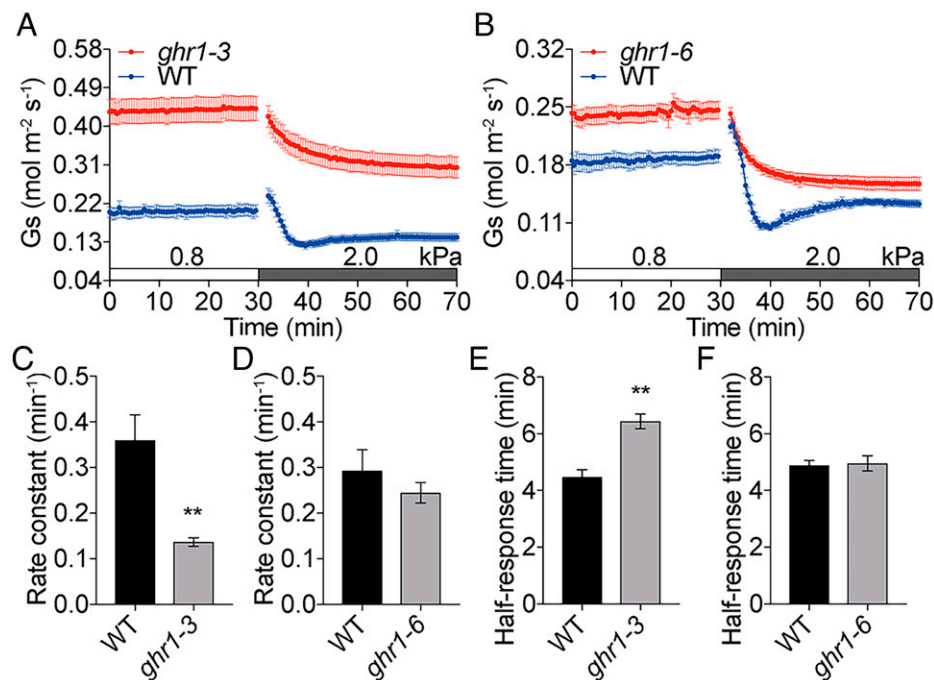 A
0.58
0.49
0.40
0.31
0.22
0.13
0.04
Gs (mol m⁻² s⁻¹)
ghr1-3
WT
0.8
2.0
kPa
0 10 20 30 40 50 60 70
Time (min)
B
0.32
0.25
0.18
0.11
0.04
Gs (mol m⁻² s⁻¹)
ghr1-6
WT
0.8
2.0
kPa
0 10 20 30 40 50 60 70
Time (min)
C
0.5
0.4
0.3
0.2
0.1
0.0
Rate constant (min⁻¹)
**
WT
ghr1-3
D
0.5
0.4
0.3
0.2
0.1
0.0
Rate constant (min⁻¹)
WT
ghr1-6
E
8
6
4
2
0
Half-response time (min)
**
WT
ghr1-3
F
8
6
4
2
0
Half-response time (min)
WT
ghr1-6